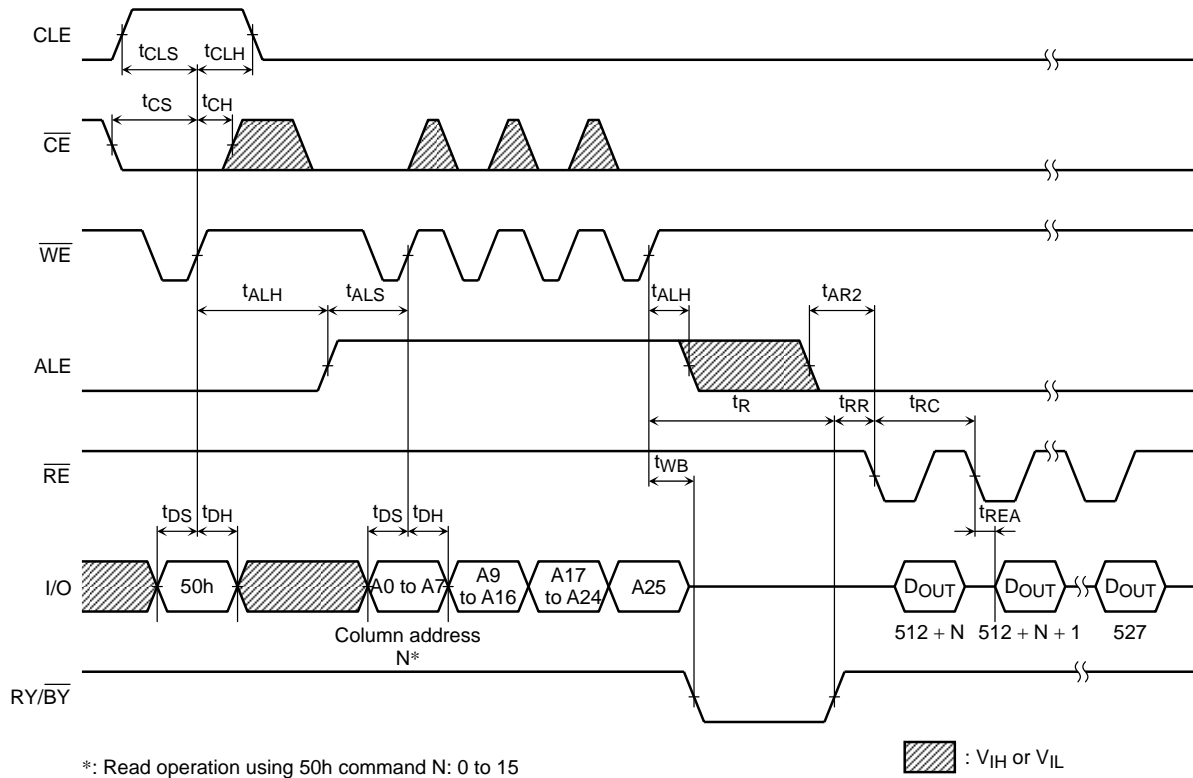 CLE
tCLS tCLH
tCS tCH
CE
WE
tALH tALS tALH tAR2
ALE
tR tRR tRC
RE
tWB
tDS tDH tDS tDH tREA
I/O 50h A0 to A7 A9 to A16 A17 to A24 A25 DOUT DOUT DOUT
Column address
N*
512 + N 512 + N + 1 527
RY/BY
*: Read operation using 50h command N: 0 to 15
: VIH or VIL